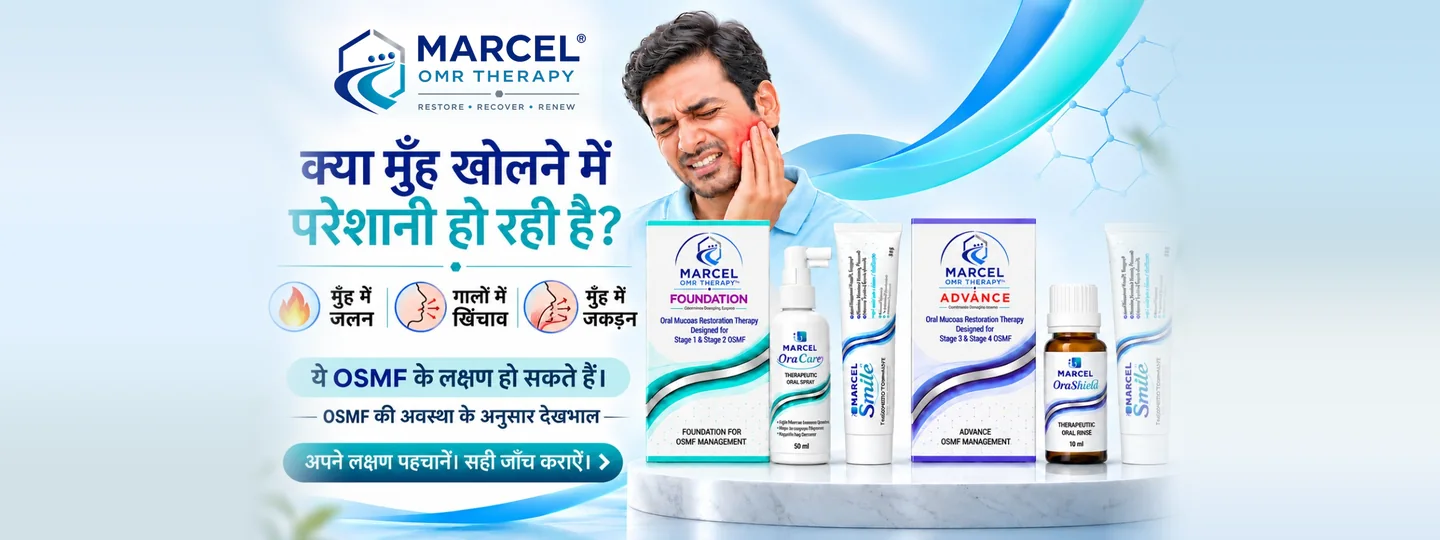 MARCEL®
OMR THERAPY
RESTORE • RECOVER • RENEW
क्या मुँह खोलने में
परेशानी हो रही है?
मुँह में
जलन
गालों में
खिंचाव
मुँह में
जकड़न
ये OSMF के लक्षण हो सकते हैं।
OSMF की अवस्था के अनुसार देखभाल
अपने लक्षण पहचानें। सही जाँच कराऐं।
MARCEL
OMR THERAPY™
FOUNDATION
Oral Mucoas Restoration Therapy
Designed for
Stage 1 & Stage 2 OSMF
FOUNDATION FOR
OSMF MANAGEMENT
MARCEL
OraCare
THERAPEUTIC
ORAL SPRAY
50 ml
MARCEL
Smile
MARCEL
OMR THERAPY™
ADVANCE
Oral Mucoas Restoration Therapy
Designed for
Stage 3 & Stage 4 OSMF
ADVANCE
OSMF MANAGEMENT
MARCEL
OraShield
THERAPEUTIC
ORAL RINSE
10 ml
MARCEL
Smile